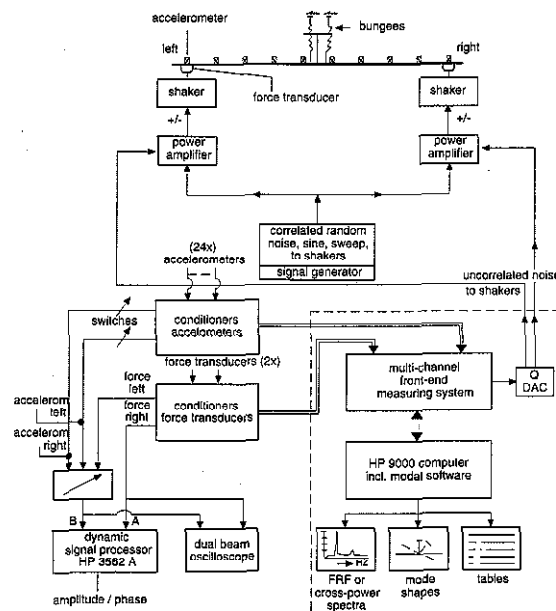 accelerometer
bungees
left
right
shaker
force transducer
shaker
+/-
+/-
power
amplifier
power
amplifier
correlated random
noise, sine, sweep,
to shakers
signal generator
(24x)
accelerometers
uncorrelated noise
to shakers
switches
conditioners
accelerometers
force transducers (2x)
force
left
force
right
conditioners
force transducers
accelerom
left
accelerom
right
multi-channel
front-end
measuring system
Q
DAC
HP 9000 computer
incl. modal software
B
A
dynamic
signal processor
HP 3562 A
dual beam
oscilloscope
amplitude / phase
HZ
FRF or
cross-power
spectra
mode
shapes
tables